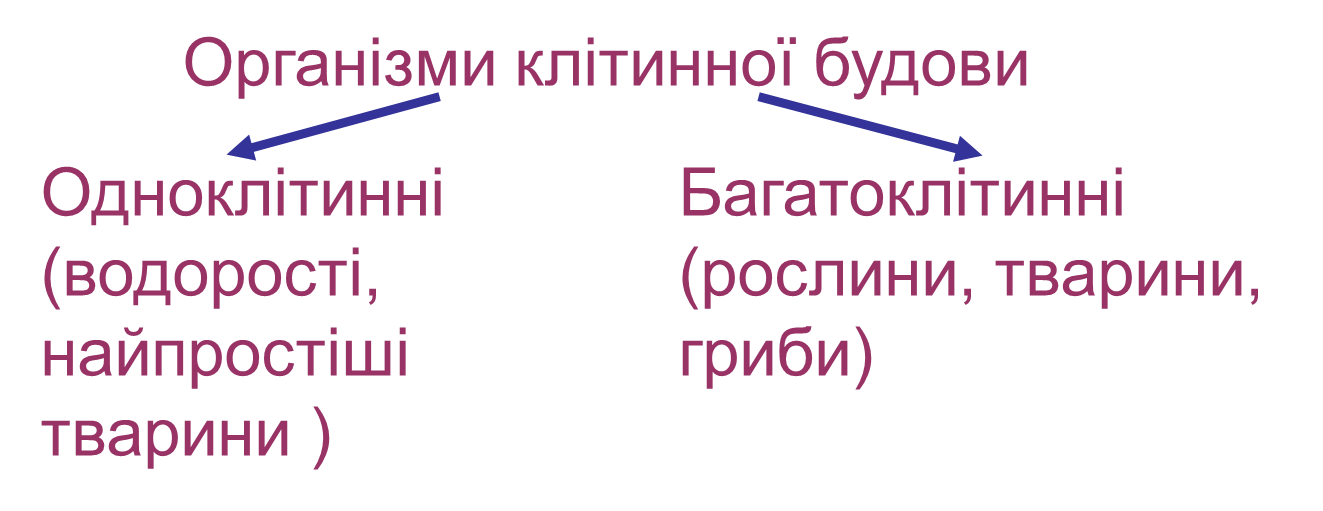 Організми клітинної будови
Одноклітинні
(водорості,
найпростіші
тварини )
Багатоклітинні
(рослини, тварини,
гриби)